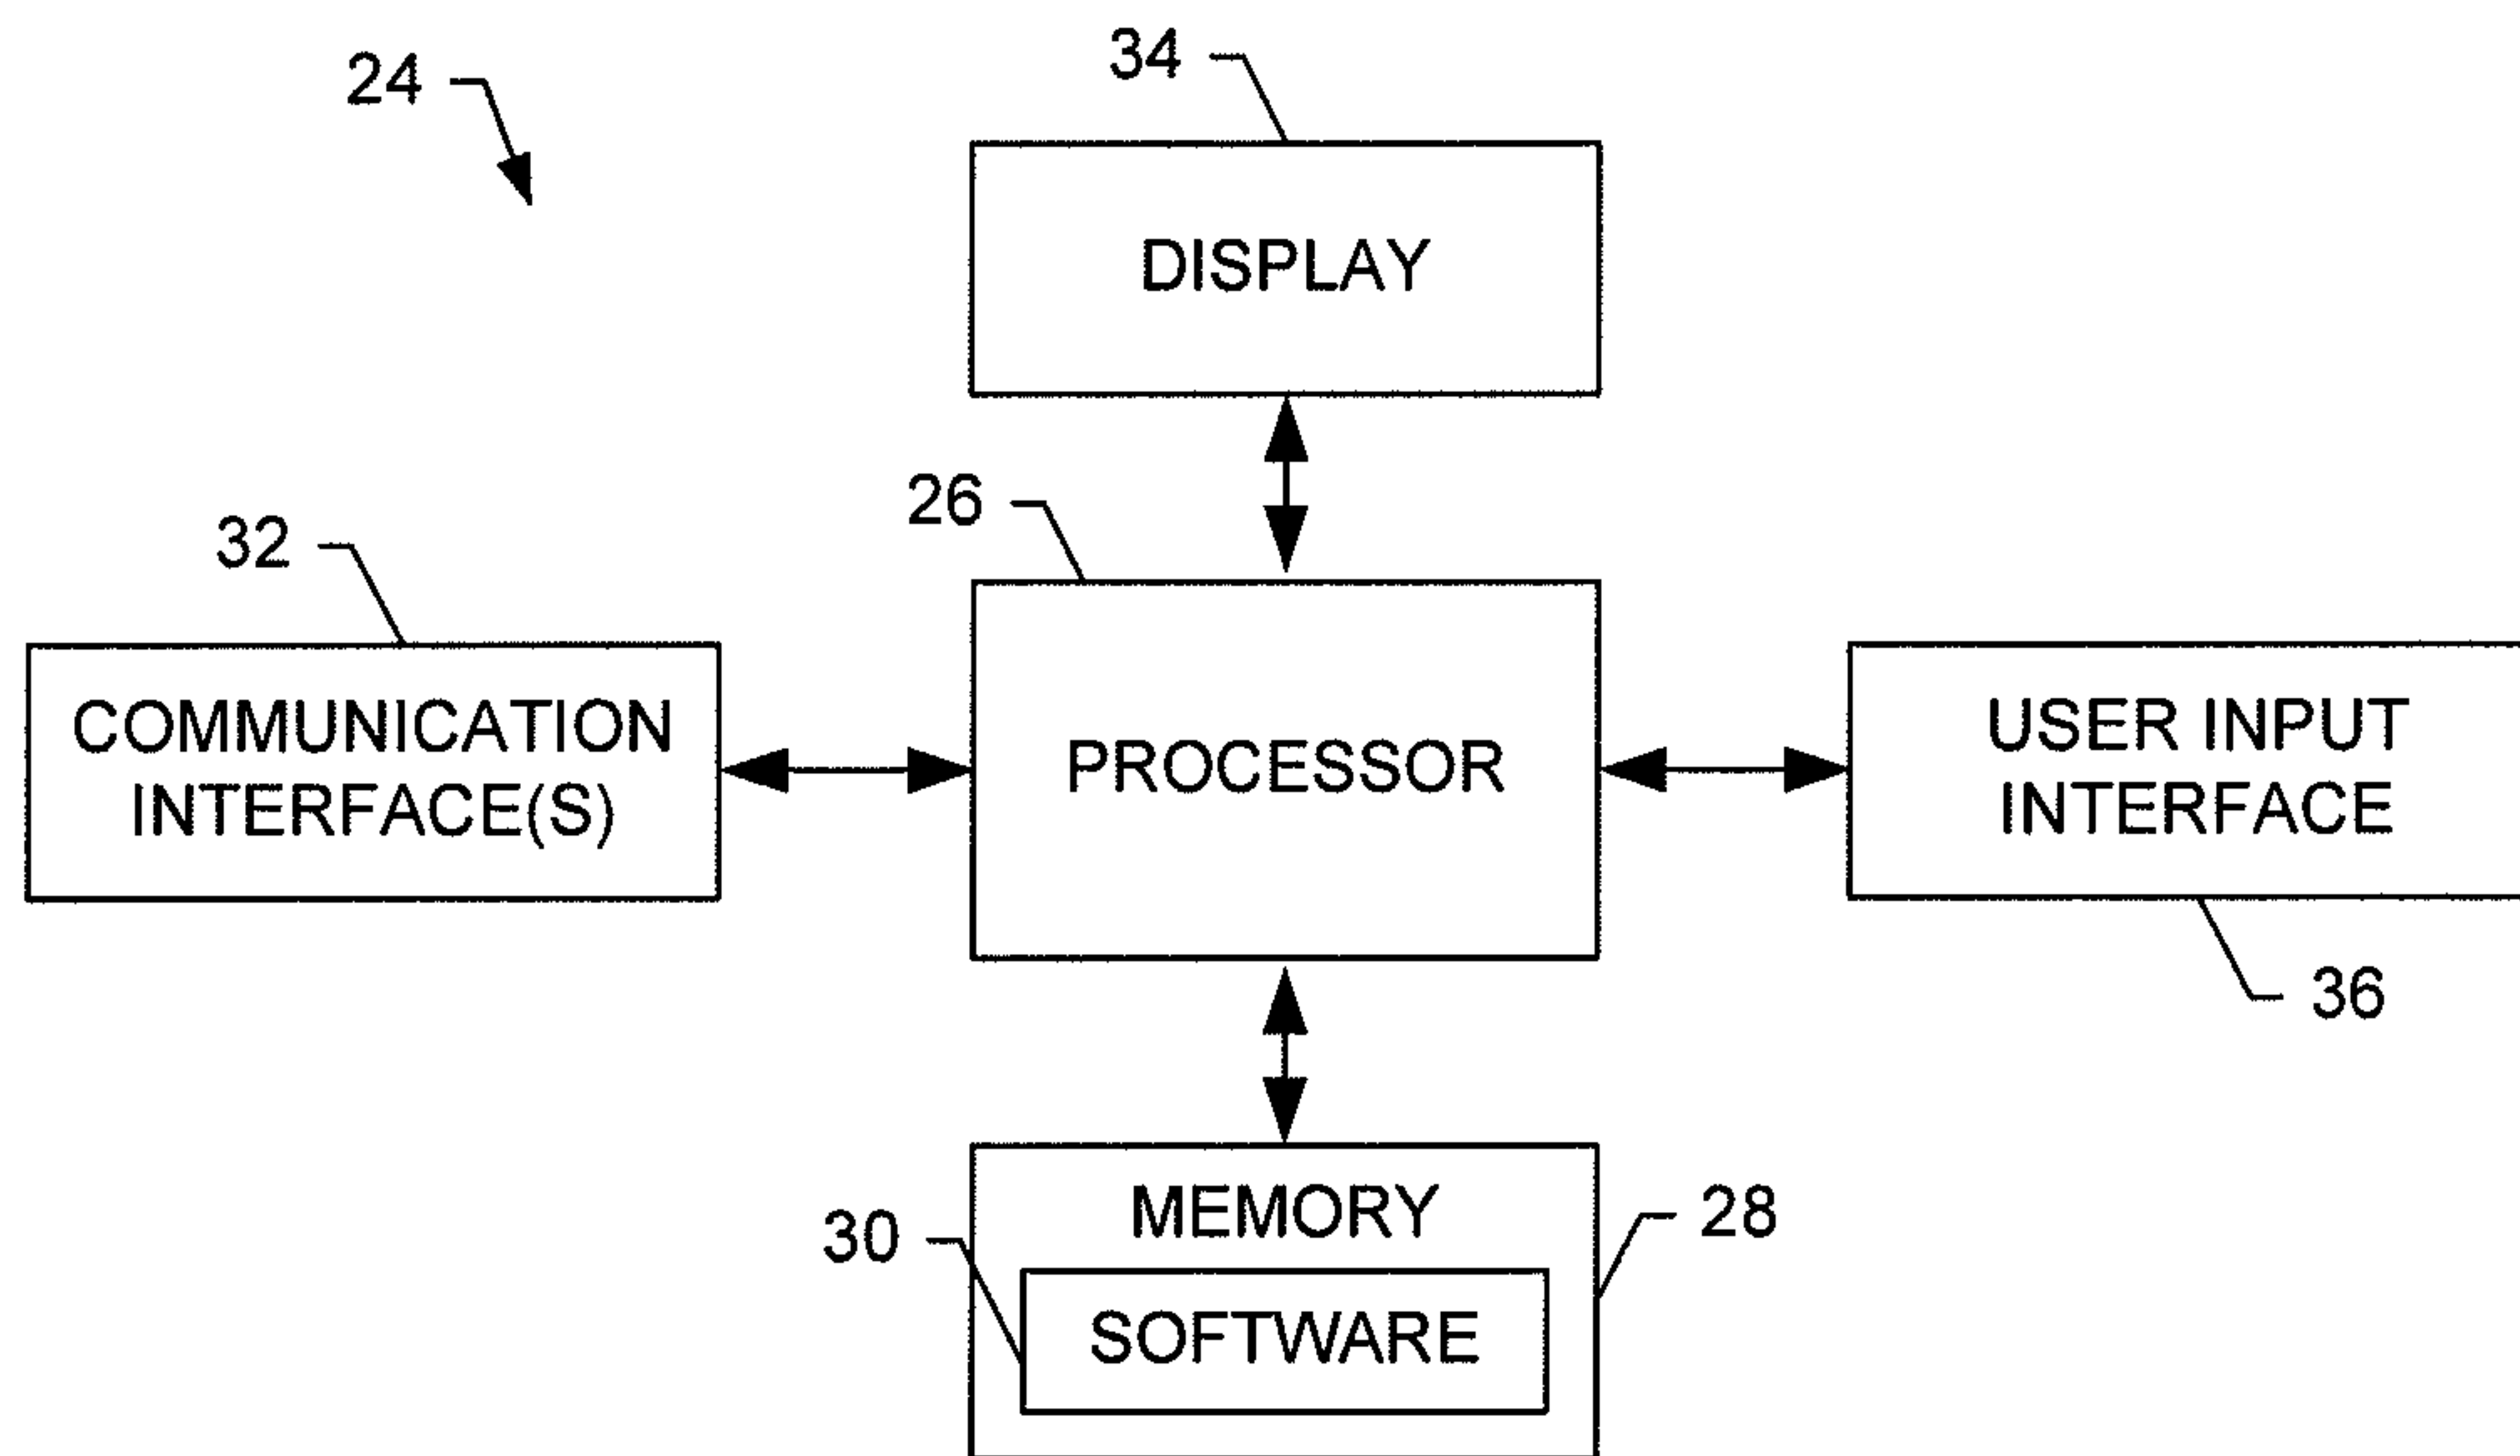 34
24
DISPLAY
26
32
COMMUNICATION
INTERFACE(S)
PROCESSOR
USER INPUT
INTERFACE
36
MEMORY
28
30
SOFTWARE